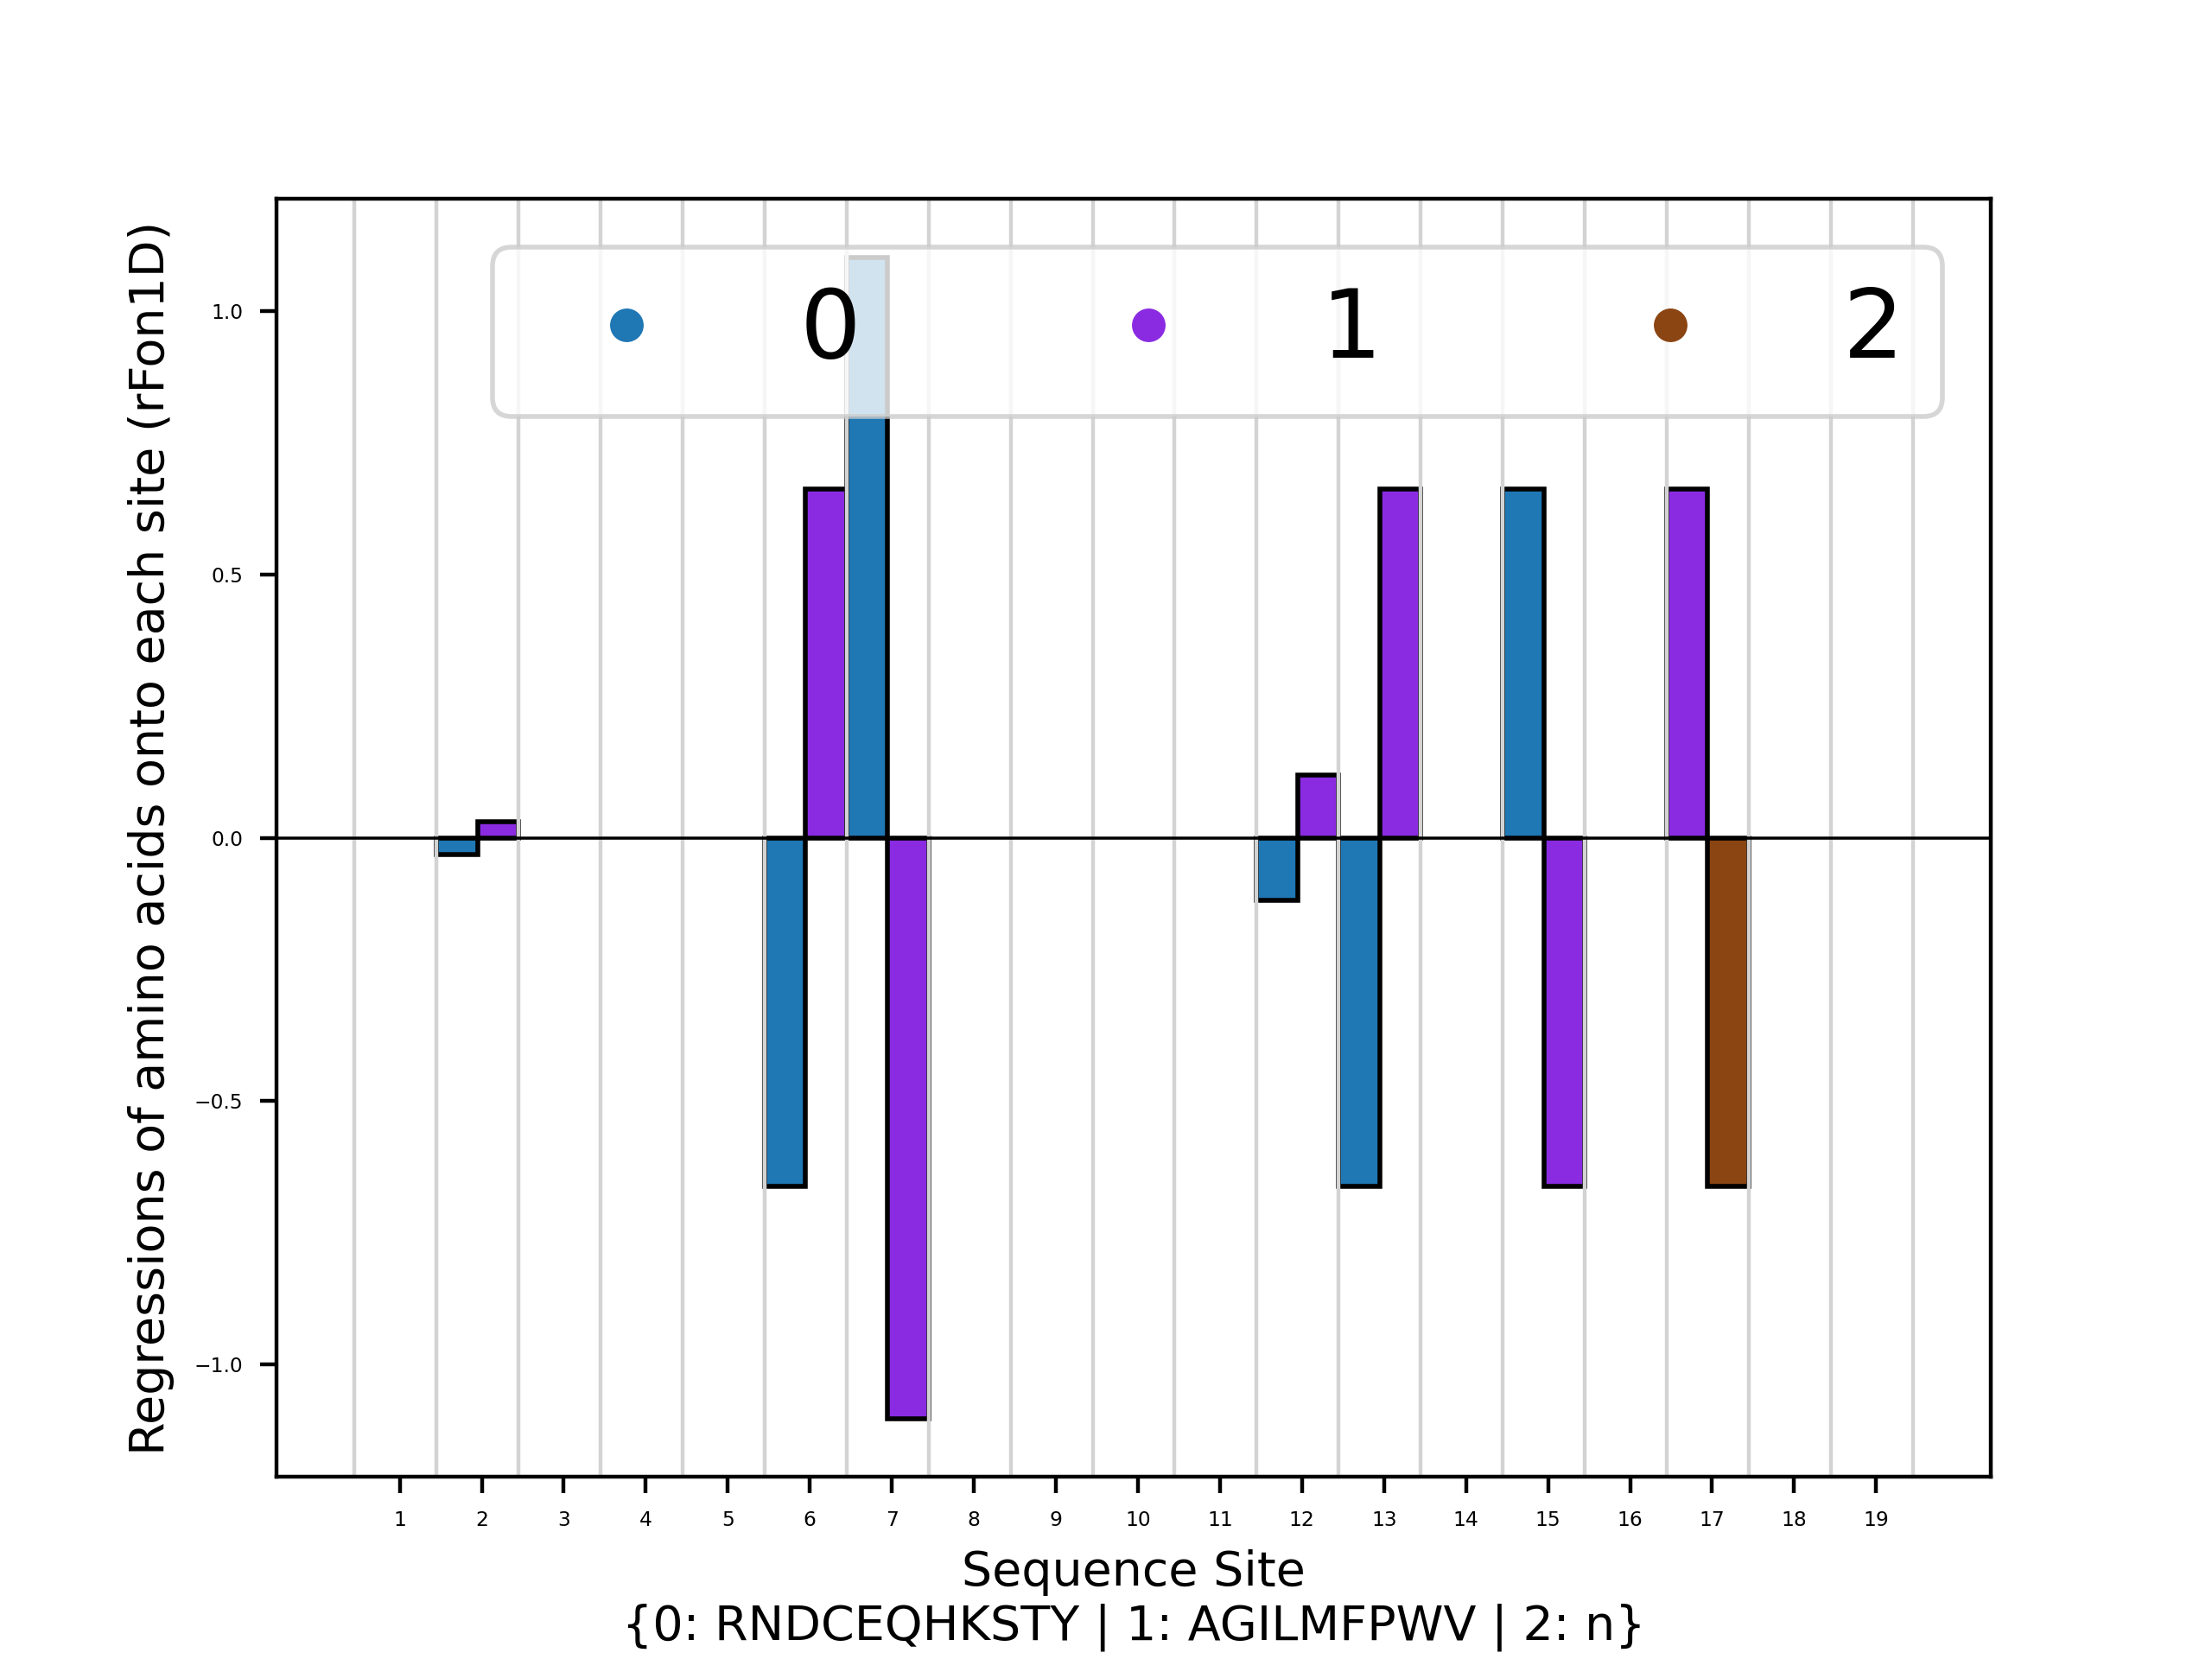 Regressions of amino acids onto each site (rFon1D)
1.0
0.5
0.0
−0.5
−1.0
0 1 2
1 2 3 4 5 6 7 8 9 10 11 12 13 14 15 16 17 18 19
Sequence Site
{0: RNDCEQHKSTY | 1: AGILMFPWV | 2: n}